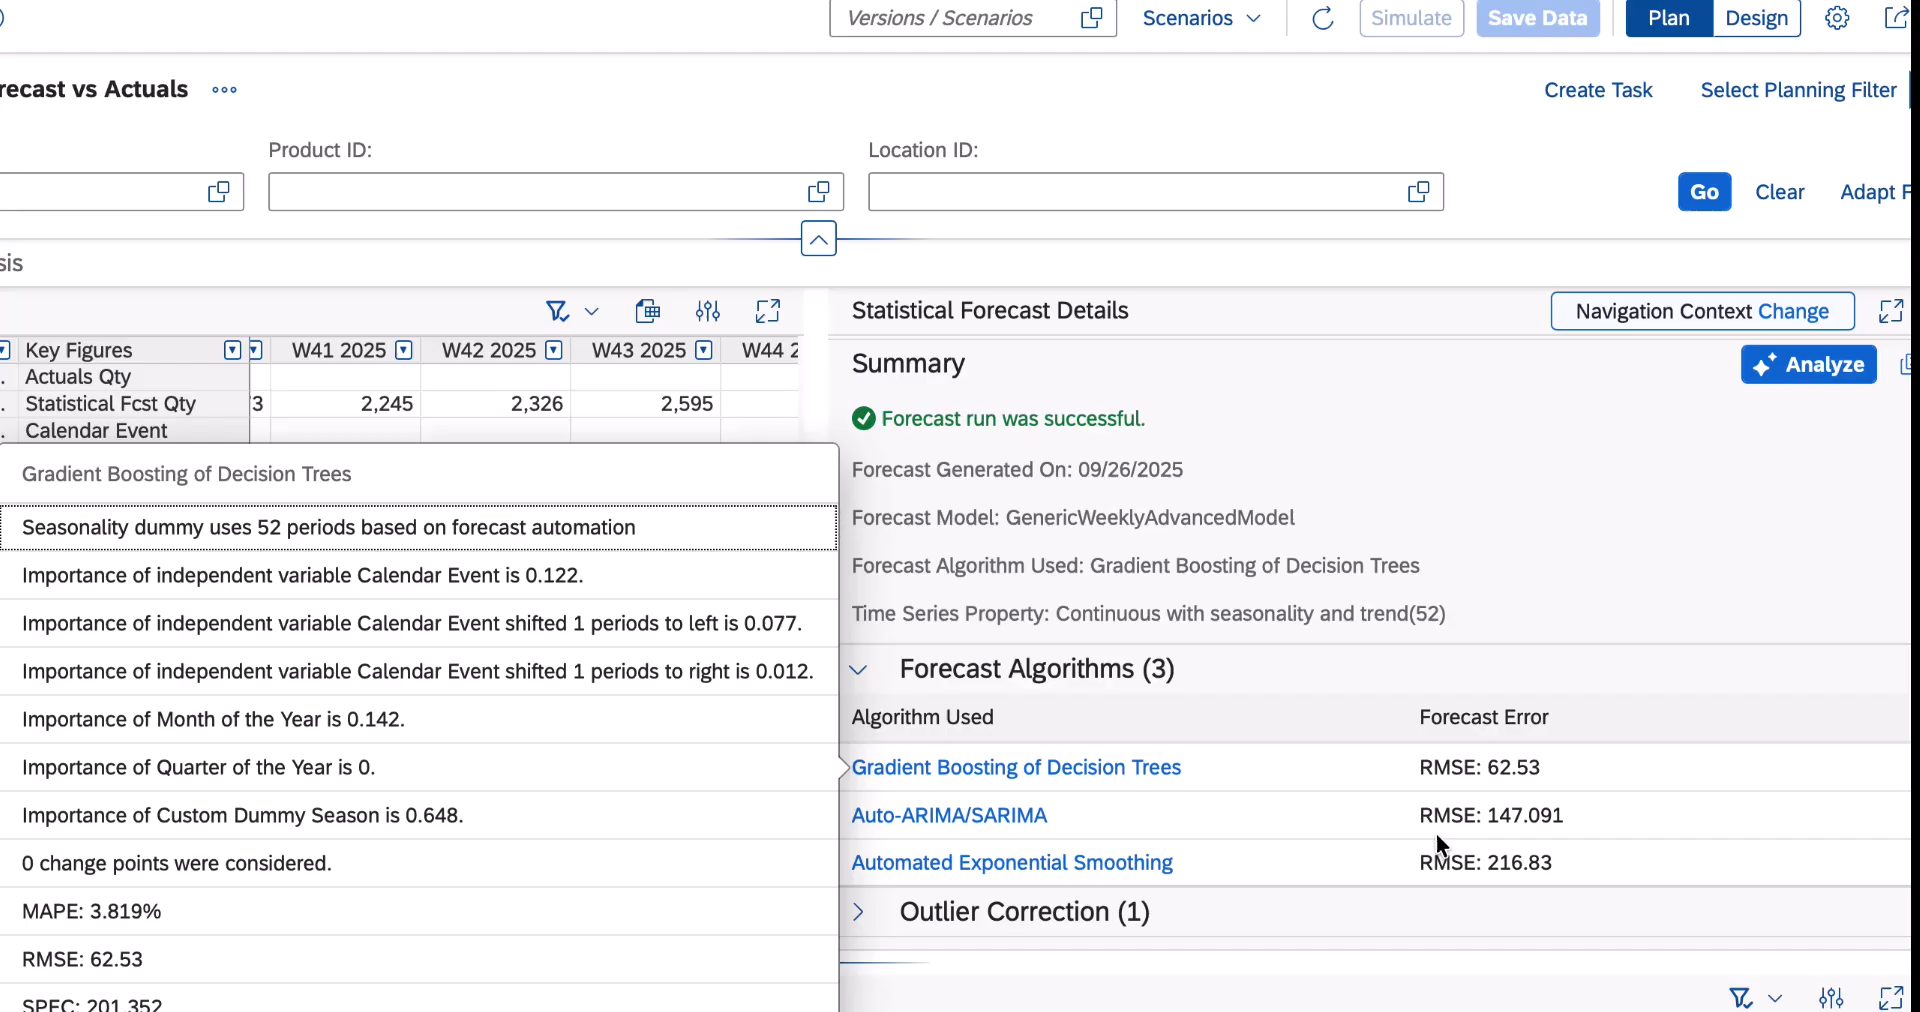 Versions / Scenarios
Scenarios
Simulate
Save Data
Plan
Design
recast vs Actuals
Create Task
Select Planning Filter
Product ID:
Location ID:
Go
Clear
Adapt F
sis
Statistical Forecast Details
Navigation Context Change
Key Figures
W41 2025
W42 2025
W43 2025
W44 2
Summary
Analyze
Actuals Qty
Statistical Fcst Qty
3
2,245
2,326
2,595
Calendar Event
Forecast run was successful.
Forecast Generated On: 09/26/2025
Forecast Model: GenericWeeklyAdvancedModel
Forecast Algorithm Used: Gradient Boosting of Decision Trees
Time Series Property: Continuous with seasonality and trend(52)
Gradient Boosting of Decision Trees
Seasonality dummy uses 52 periods based on forecast automation
Importance of independent variable Calendar Event is 0.122.
Importance of independent variable Calendar Event shifted 1 periods to left is 0.077.
Importance of independent variable Calendar Event shifted 1 periods to right is 0.012.
Importance of Month of the Year is 0.142.
Importance of Quarter of the Year is 0.
Importance of Custom Dummy Season is 0.648.
0 change points were considered.
MAPE: 3.819%
RMSE: 62.53
SPEC: 201.352
Forecast Algorithms (3)
Algorithm Used
Forecast Error
Gradient Boosting of Decision Trees
RMSE: 62.53
Auto-ARIMA/SARIMA
RMSE: 147.091
Automated Exponential Smoothing
RMSE: 216.83
Outlier Correction (1)